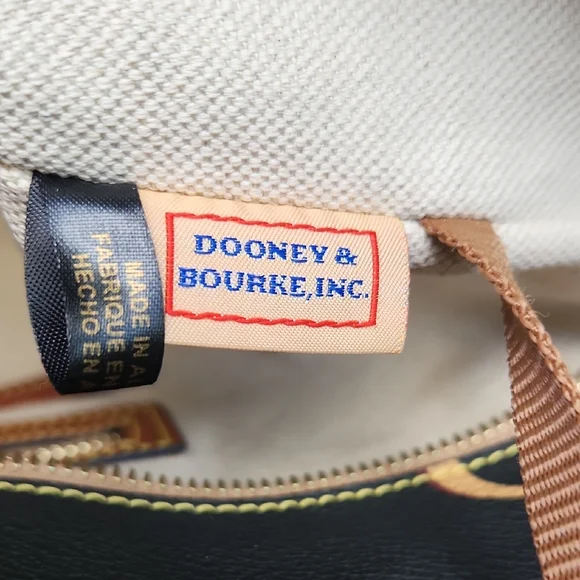 DOONEY &
BOURKE, INC.
MADE IN
FABRIQUE EN
HECHO EN